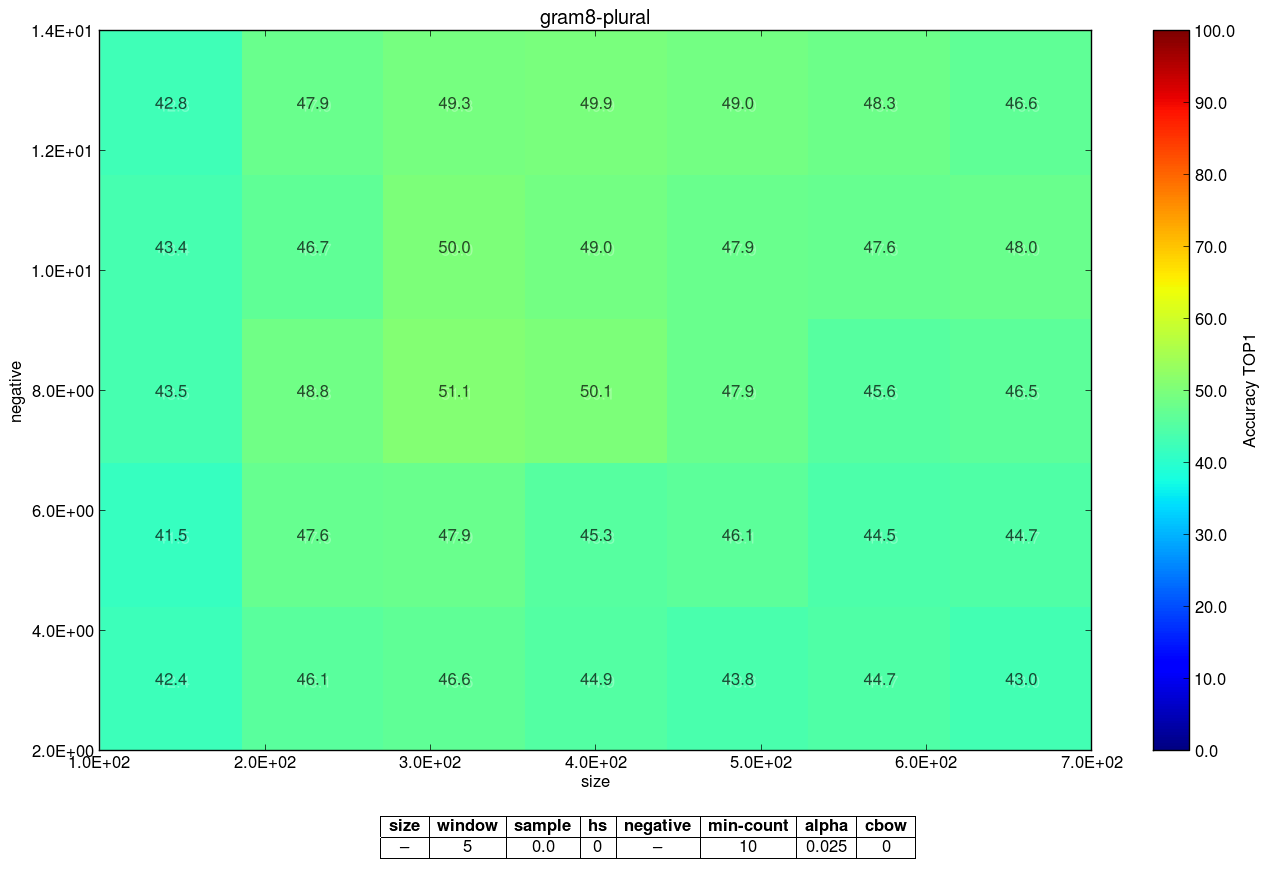 gram8-plural
1.4E+01
42.8 47.9 49.3 49.9 49.0 48.3 46.6
1.2E+01
43.4 46.7 50.0 49.0 47.9 47.6 48.0
1.0E+01
43.5 48.8 51.1 50.1 47.9 45.6 46.5
8.0E+00
41.5 47.6 47.9 45.3 46.1 44.5 44.7
6.0E+00
4.0E+00
42.4 46.1 46.6 44.9 43.8 44.7 43.0
2.0E+00
negative
1.0E+02 2.0E+02 3.0E+02 4.0E+02 5.0E+02 6.0E+02 7.0E+02
size
100.0
90.0
80.0
70.0
60.0
50.0
40.0
30.0
20.0
10.0
0.0
Accuracy TOP1
size window sample hs negative min-count alpha cbow
– 5 0.0 0 – 10 0.025 0